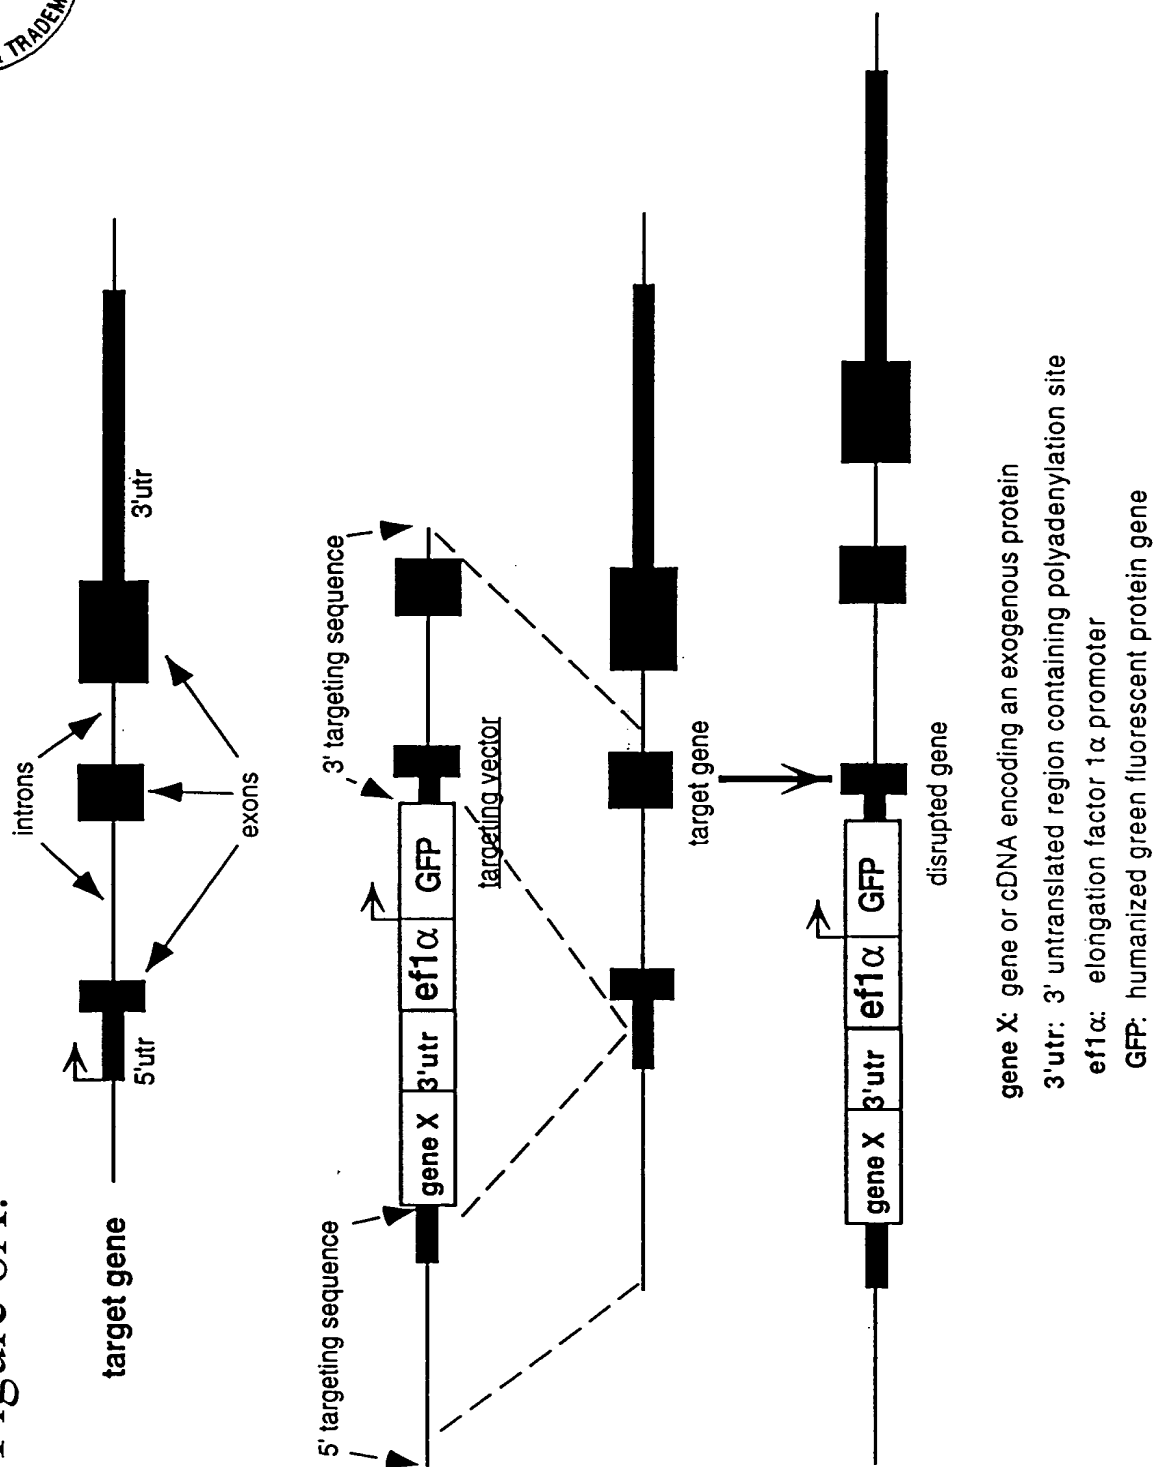 TRADEM
target gene
introns
exons
5'utr
3'utr
5' targeting sequence
3' targeting sequence
gene X 3'utr ef1α GFP
targeting vector
target gene
gene X 3'utr ef1α GFP
disrupted gene
gene X: gene or cDNA encoding an exogenous protein
3'utr: 3' untranslated region containing polyadenylation site
ef1α: elongation factor 1α promoter
GFP: humanized green fluorescent protein gene